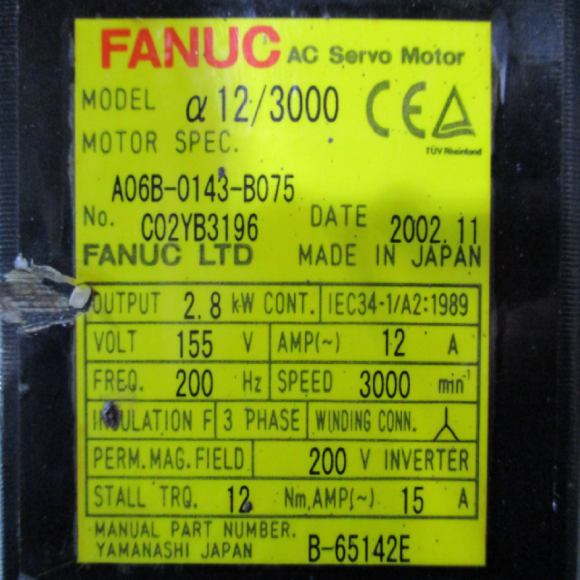 FANUC AC Servo Motor
MODEL α12/3000
CE
TÜV Rheinland
MOTOR SPEC.
A06B-0143-B075
No. C02YB3196 DATE 2002.11
FANUC LTD MADE IN JAPAN
OUTPUT 2.8 kW CONT. IEC34-1/A2:1989
VOLT 155 V AMP(~) 12 A
FREQ. 200 Hz SPEED 3000 min-1
INSULATION F 3 PHASE WINDING CONN.
PERM.MAG.FIELD 200 V INVERTER
STALL TRQ. 12 Nm,AMP(~) 15 A
MANUAL PART NUMBER.
YAMANASHI JAPAN B-65142E